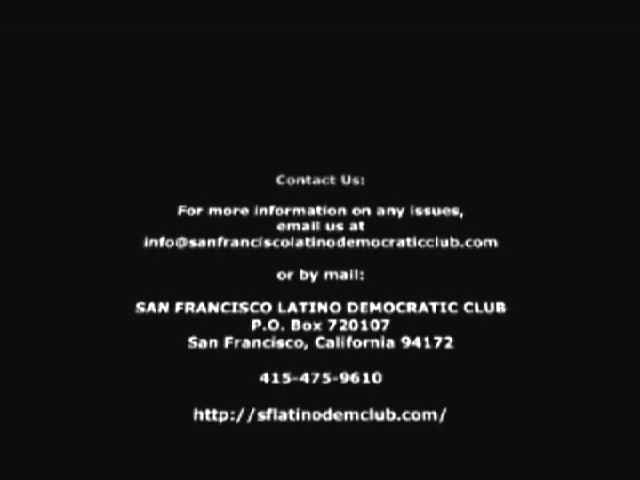 Contact Us:
For more information on any issues,
email us at
info@sanfranciscolatinodemocraticclub.com
or by mail:
SAN FRANCISCO LATINO DEMOCRATIC CLUB
P.O. Box 720107
San Francisco, California 94172
415-475-9610
http://sflatinodemclub.com/